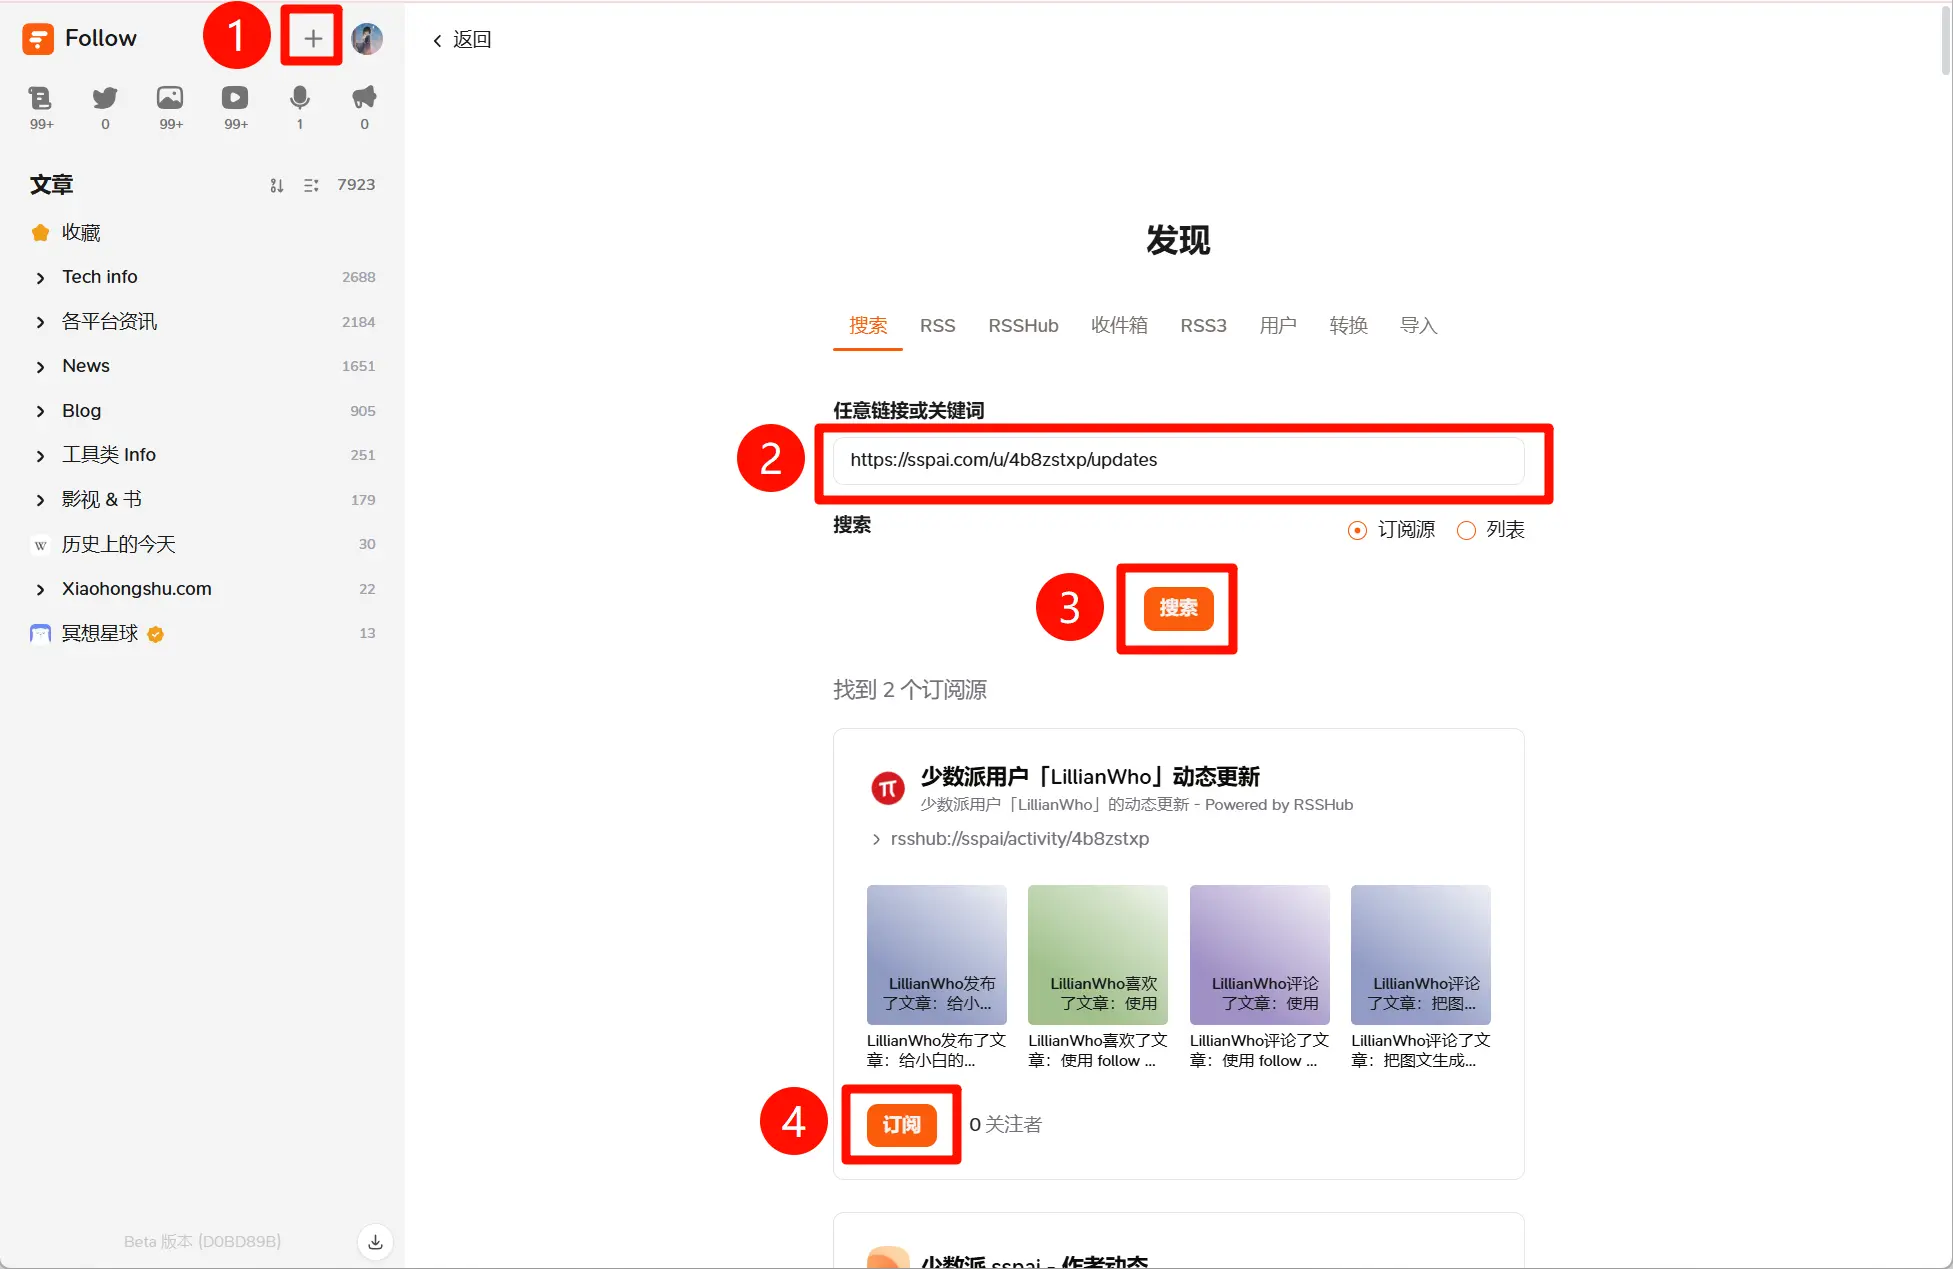 Follow
1
99+
0
99+
99+
1
0
文章
7923
收藏
Tech info
2688
各平台资讯
2184
News
1651
Blog
905
工具类 Info
251
影视 & 书
179
W
历史上的今天
30
Xiaohongshu.com
22
冥想星球
13
Beta 版本 (D0BD89B)
返回
发现
搜索
RSS
RSSHub
收件箱
RSS3
用户
转换
导入
任意链接或关键词
2
https://sspai.com/u/4b8zstxp/updates
搜索
订阅源
列表
3
搜索
找到 2 个订阅源
π
少数派用户「LillianWho」动态更新
少数派用户「LillianWho」的动态更新 - Powered by RSSHub
rsshub://sspai/activity/4b8zstxp
LillianWho发布
了文章：给小...
LillianWho喜欢
了文章：使用
LillianWho评论
了文章：使用
LillianWho评论
了文章：把图...
LillianWho发布了文
章：给小白的...
LillianWho喜欢了文
章：使用 follow ...
LillianWho评论了文
章：使用 follow ...
LillianWho评论了文
章：把图文生成...
4
订阅
0 关注者
少数派 sspai - 作者动态